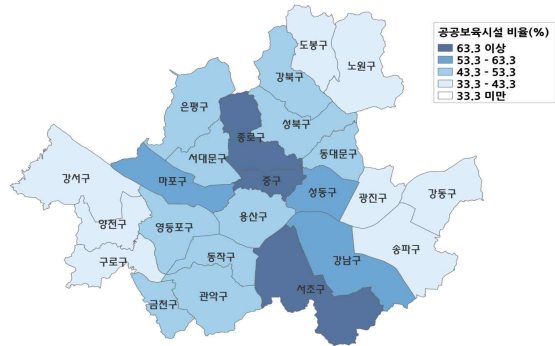 공공보육시설 비율(%)
63.3 이상
53.3 - 63.3
43.3 - 53.3
33.3 - 43.3
33.3 미만
도봉구
노원구
강북구
은평구
성북구
종로구
서대문구
동대문구
강서구
마포구
중구
성동구
광진구
강동구
양천구
영등포구
용산구
송파구
구로구
동작구
강남구
서초구
금천구
관악구